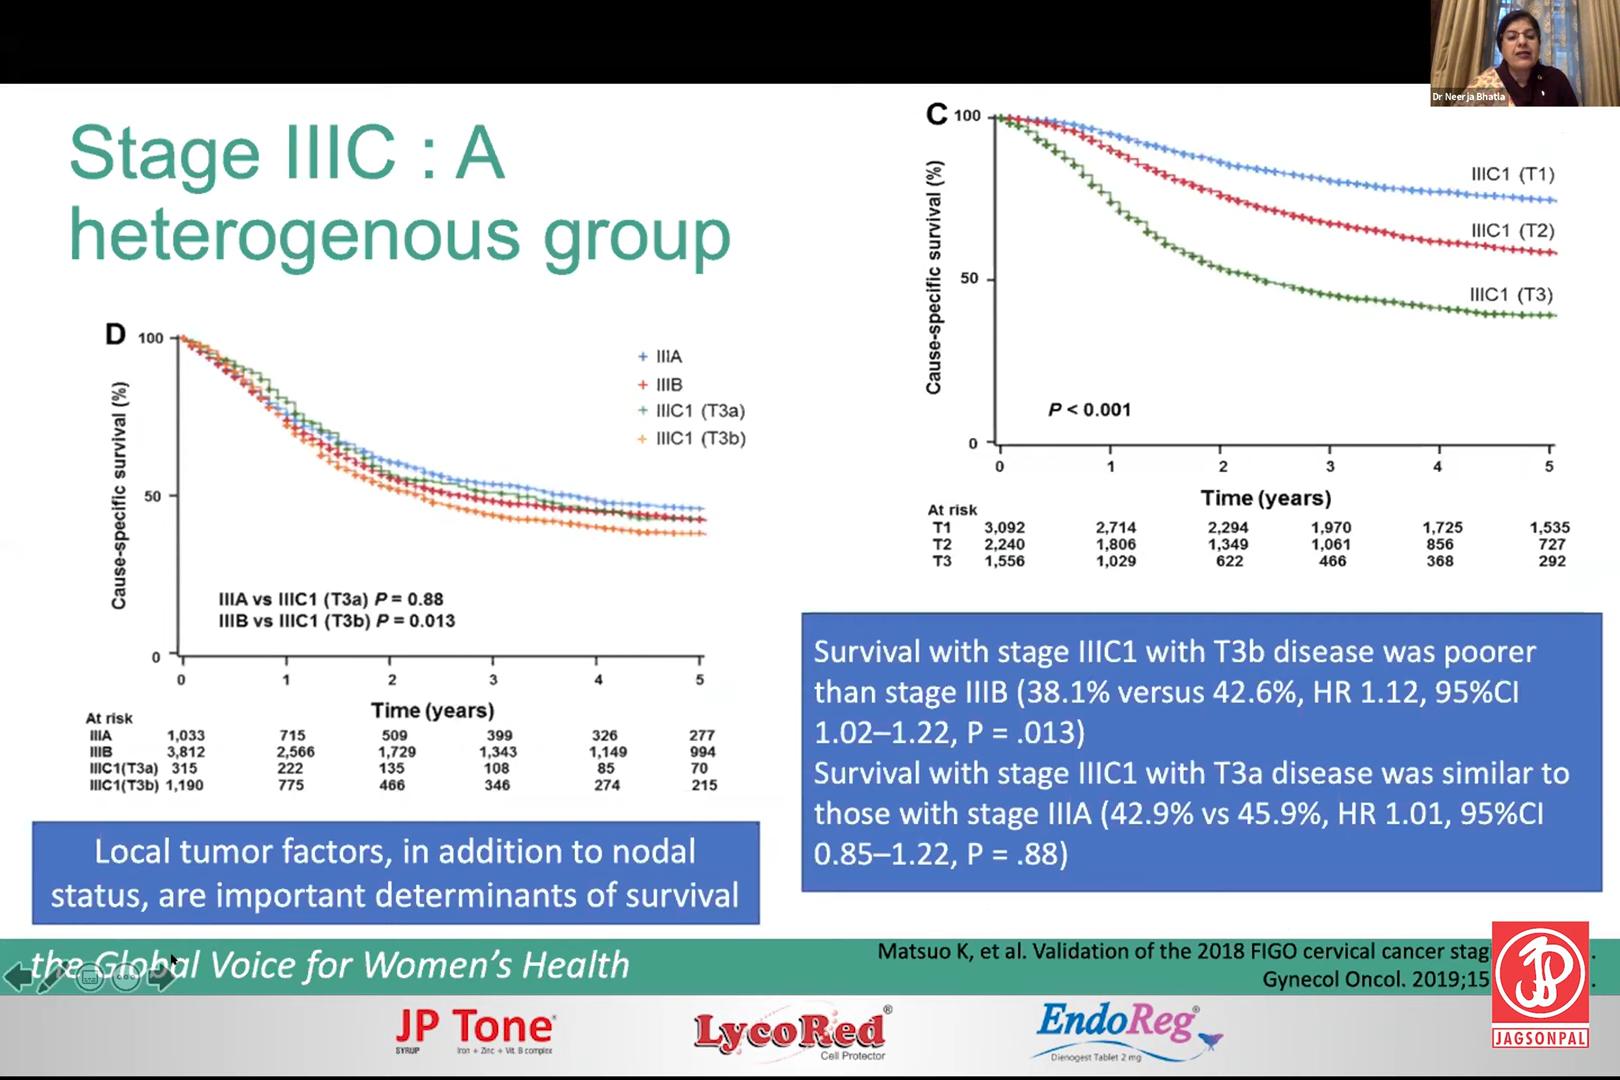 Dr Neerja Bhatla
Stage IIIC : A
heterogenous group
D
100
50
0
Cause-specific survival (%)
IIIA
IIIB
IIIC1 (T3a)
IIIC1 (T3b)
IIIA vs IIIC1 (T3a) P = 0.88
IIIB vs IIIC1 (T3b) P = 0.013
0 1 2 3 4 5
Time (years)
At risk
IIIA 1,033 715 509 399 326 277
IIIB 3,812 2,566 1,729 1,343 1,149 994
IIIC1(T3a) 315 222 135 108 85 70
IIIC1(T3b) 1,190 775 466 346 274 215
Local tumor factors, in addition to nodal
status, are important determinants of survival
C
100
50
0
Cause-specific survival (%)
IIIC1 (T1)
IIIC1 (T2)
IIIC1 (T3)
P < 0.001
0 1 2 3 4 5
Time (years)
At risk
T1 3,092 2,714 2,294 1,970 1,725 1,535
T2 2,240 1,806 1,349 1,061 856 727
T3 1,556 1,029 622 466 368 292
Survival with stage IIIC1 with T3b disease was poorer
than stage IIIB (38.1% versus 42.6%, HR 1.12, 95%CI
1.02–1.22, P = .013)
Survival with stage IIIC1 with T3a disease was similar to
those with stage IIIA (42.9% vs 45.9%, HR 1.01, 95%CI
0.85–1.22, P = .88)
the Global Voice for Women's Health
Matsuo K, et al. Validation of the 2018 FIGO cervical cancer
Gynecol Oncol. 2019;15
JAGSONPAL
JP Tone
SYRUP Iron + Zinc + Vit. B complex
LycoRed®
Cell Protector
EndoReg®
Dienogest Tablet 2 mg